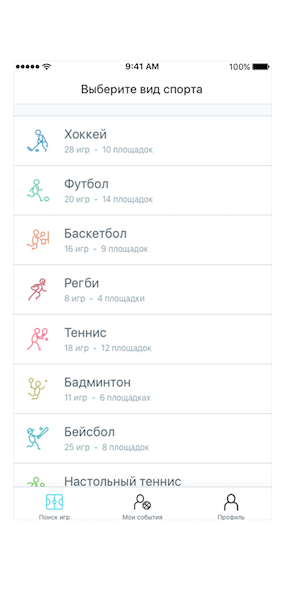 9:41 AM 100%
Выберите вид спорта
Хоккей
28 игр - 10 площадок
Футбол
20 игр - 14 площадок
Баскетбол
16 игр - 9 площадок
Регби
8 игр - 4 площадки
Теннис
18 игр - 12 площадок
Бадминтон
11 игр - 6 площадках
Бейсбол
25 игр - 8 площадок
Настольный теннис
Поиск игр Мои события Профиль